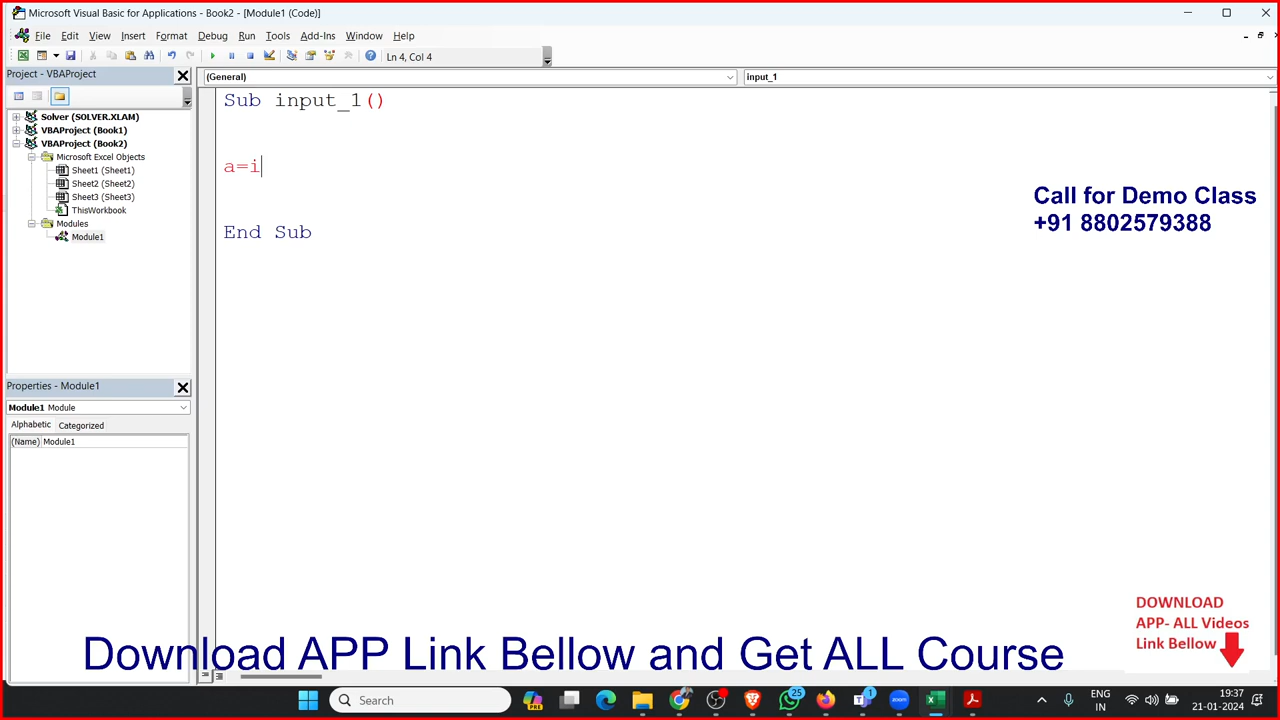 Microsoft Visual Basic for Applications - Book2 - [Module1 (Code)]
File Edit View Insert Format Debug Run Tools Add-Ins Window Help
Ln 4, Col 4
Project - VBAProject
(General)
input_1
Solver (SOLVER.XLAM)
VBAProject (Book1)
VBAProject (Book2)
Microsoft Excel Objects
Sheet1 (Sheet1)
Sheet2 (Sheet2)
Sheet3 (Sheet3)
ThisWorkbook
Modules
Module1
Sub input_1()
a=i
End Sub
Call for Demo Class
+91 8802579388
Properties - Module1
Module1 Module
Alphabetic Categorized
(Name) Module1
DOWNLOAD
APP- ALL Videos
Link Bellow
Download APP Link Bellow and Get ALL Course
Search
PRE
25
1
zoom
ENG
IN
19:37
21-01-2024